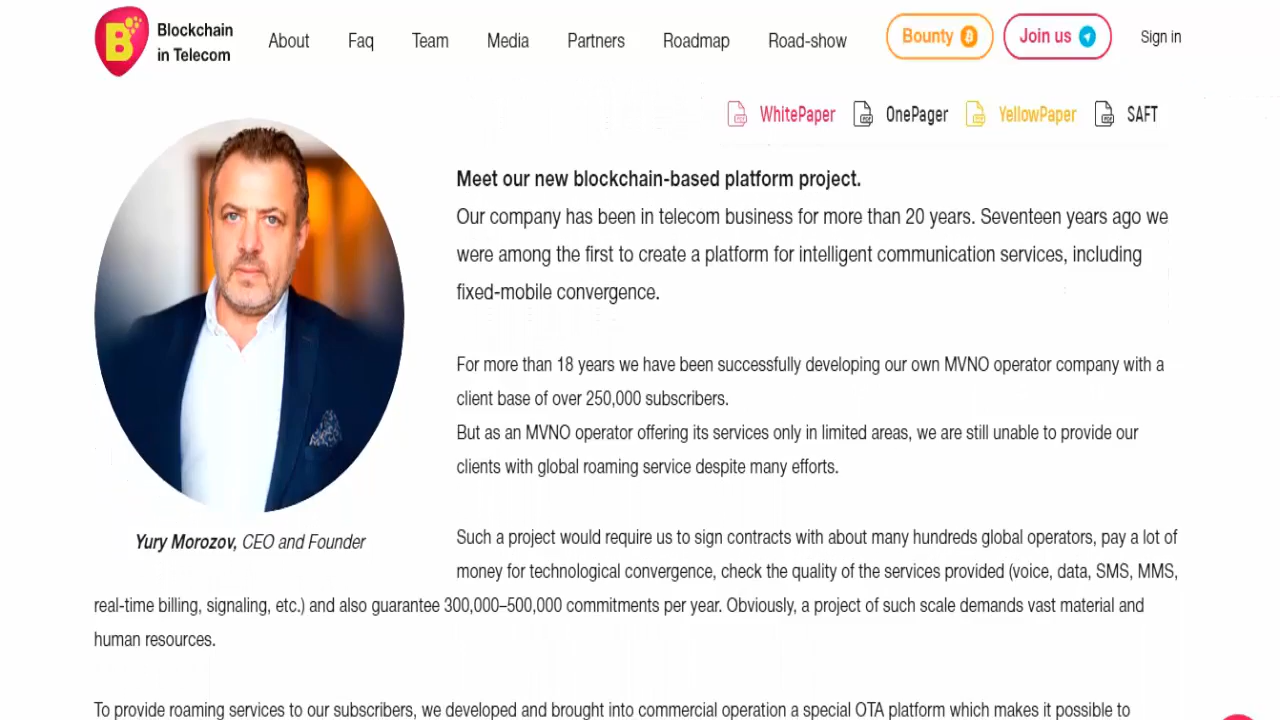 Blockchain
in Telecom
About Faq Team Media Partners Roadmap Road-show Bounty Join us Sign in
WhitePaper OnePager YellowPaper SAFT
Meet our new blockchain-based platform project.
Our company has been in telecom business for more than 20 years. Seventeen years ago we
were among the first to create a platform for intelligent communication services, including
fixed-mobile convergence.
For more than 18 years we have been successfully developing our own MVNO operator company with a
client base of over 250,000 subscribers.
But as an MVNO operator offering its services only in limited areas, we are still unable to provide our
clients with global roaming service despite many efforts.
Yury Morozov, CEO and Founder
Such a project would require us to sign contracts with about many hundreds global operators, pay a lot of
money for technological convergence, check the quality of the services provided (voice, data, SMS, MMS,
real-time billing, signaling, etc.) and also guarantee 300,000–500,000 commitments per year. Obviously, a project of such scale demands vast material and
human resources.
To provide roaming services to our subscribers, we developed and brought into commercial operation a special OTA platform which makes it possible to